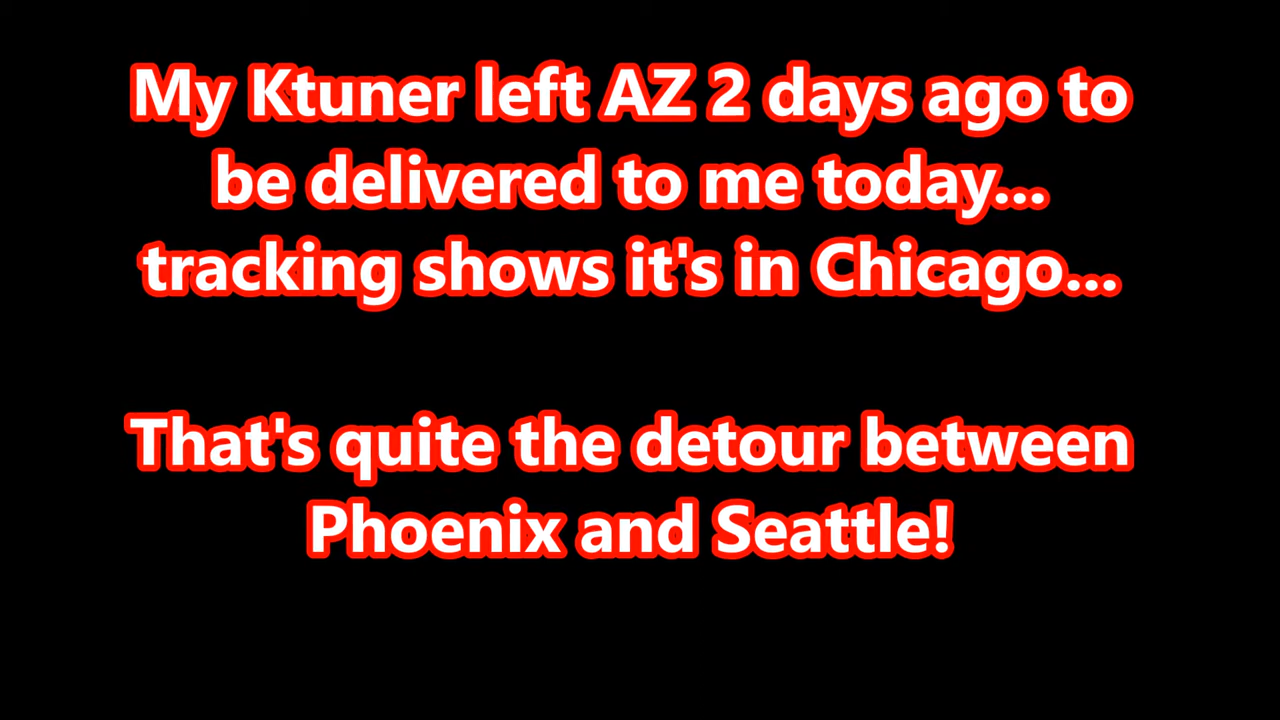 My Ktuner left AZ 2 days ago to
be delivered to me today...
tracking shows it's in Chicago...
That's quite the detour between
Phoenix and Seattle!